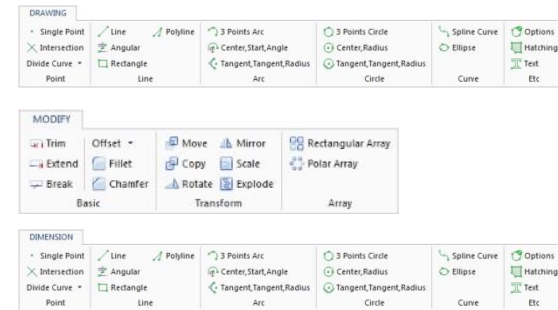 DRAWING
Single Point Line Polyline 3 Points Arc 3 Points Circle Spline Curve Options
Intersection Angular Center,Start,Angle Center,Radius Ellipse Hatching
Divide Curve Rectangle Tangent,Tangent,Radius Tangent,Tangent,Radius Text
Point Line Arc Circle Curve Etc
MODIFY
Trim Offset Move Mirror Rectangular Array
Extend Fillet Copy Scale Polar Array
Break Chamfer Rotate Explode
Basic Transform Array
DIMENSION
Single Point Line Polyline 3 Points Arc 3 Points Circle Spline Curve Options
Intersection Angular Center,Start,Angle Center,Radius Ellipse Hatching
Divide Curve Rectangle Tangent,Tangent,Radius Tangent,Tangent,Radius Text
Point Line Arc Circle Curve Etc